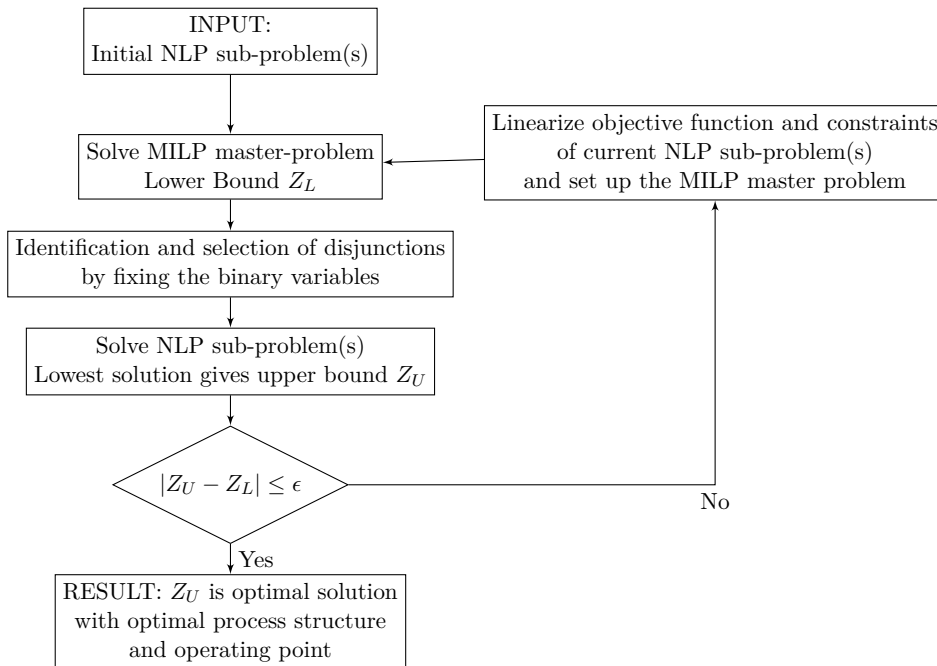 INPUT:
Initial NLP sub-problem(s)
Solve MILP master-problem
Lower Bound Z_L
Linearize objective function and constraints
of current NLP sub-problem(s)
and set up the MILP master problem
Identification and selection of disjunctions
by fixing the binary variables
Solve NLP sub-problem(s)
Lowest solution gives upper bound Z_U
|Z_U − Z_L| ≤ ϵ
No
Yes
RESULT: Z_U is optimal solution
with optimal process structure
and operating point